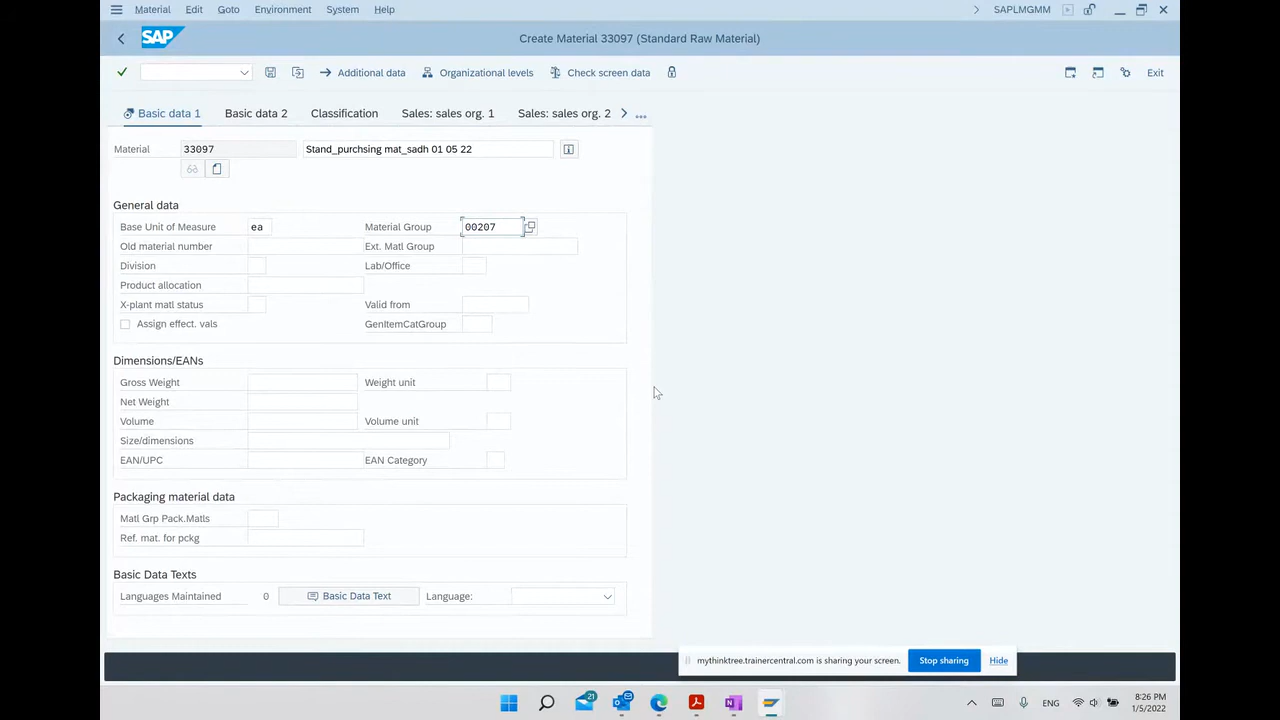 Material Edit Goto Environment System Help SAPLMGMM
SAP Create Material 33097 (Standard Raw Material)
Additional data Organizational levels Check screen data Exit
Basic data 1 Basic data 2 Classification Sales: sales org. 1 Sales: sales org. 2
Material 33097 Stand_purchsing mat_sadh 01 05 22
General data
Base Unit of Measure ea Material Group 00207
Old material number Ext. Matl Group
Division Lab/Office
Product allocation
X-plant matl status Valid from
Assign effect. vals GenItemCatGroup
Dimensions/EANs
Gross Weight Weight unit
Net Weight
Volume Volume unit
Size/dimensions
EAN/UPC EAN Category
Packaging material data
Matl Grp Pack.Matls
Ref. mat. for pckg
Basic Data Texts
Languages Maintained 0 Basic Data Text Language:
mythinktree.trainercentral.com is sharing your screen. Stop sharing Hide
21 ENG 8:26 PM
1/5/2022